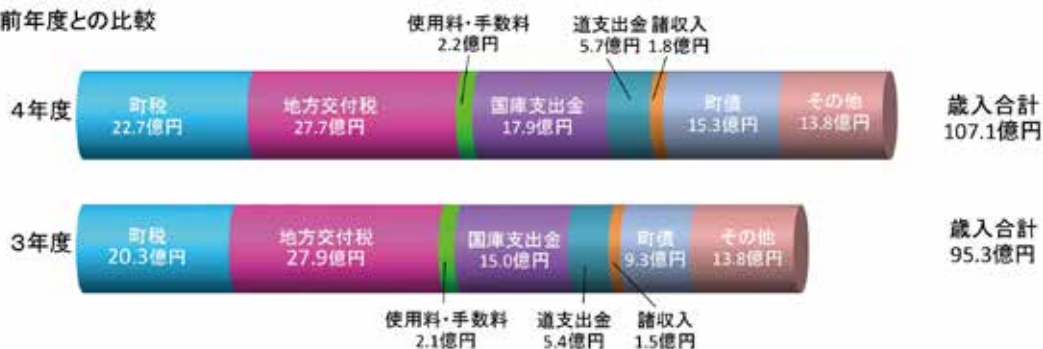 前年度との比較
使用料・手数料
2.2億円
道支出金
5.7億円
諸収入
1.8億円
4年度
町税
22.7億円
地方交付税
27.7億円
国庫支出金
17.9億円
町債
15.3億円
その他
13.8億円
歳入合計
107.1億円
3年度
町税
20.3億円
地方交付税
27.9億円
国庫支出金
15.0億円
町債
9.3億円
その他
13.8億円
歳入合計
95.3億円
使用料・手数料
2.1億円
道支出金
5.4億円
諸収入
1.5億円